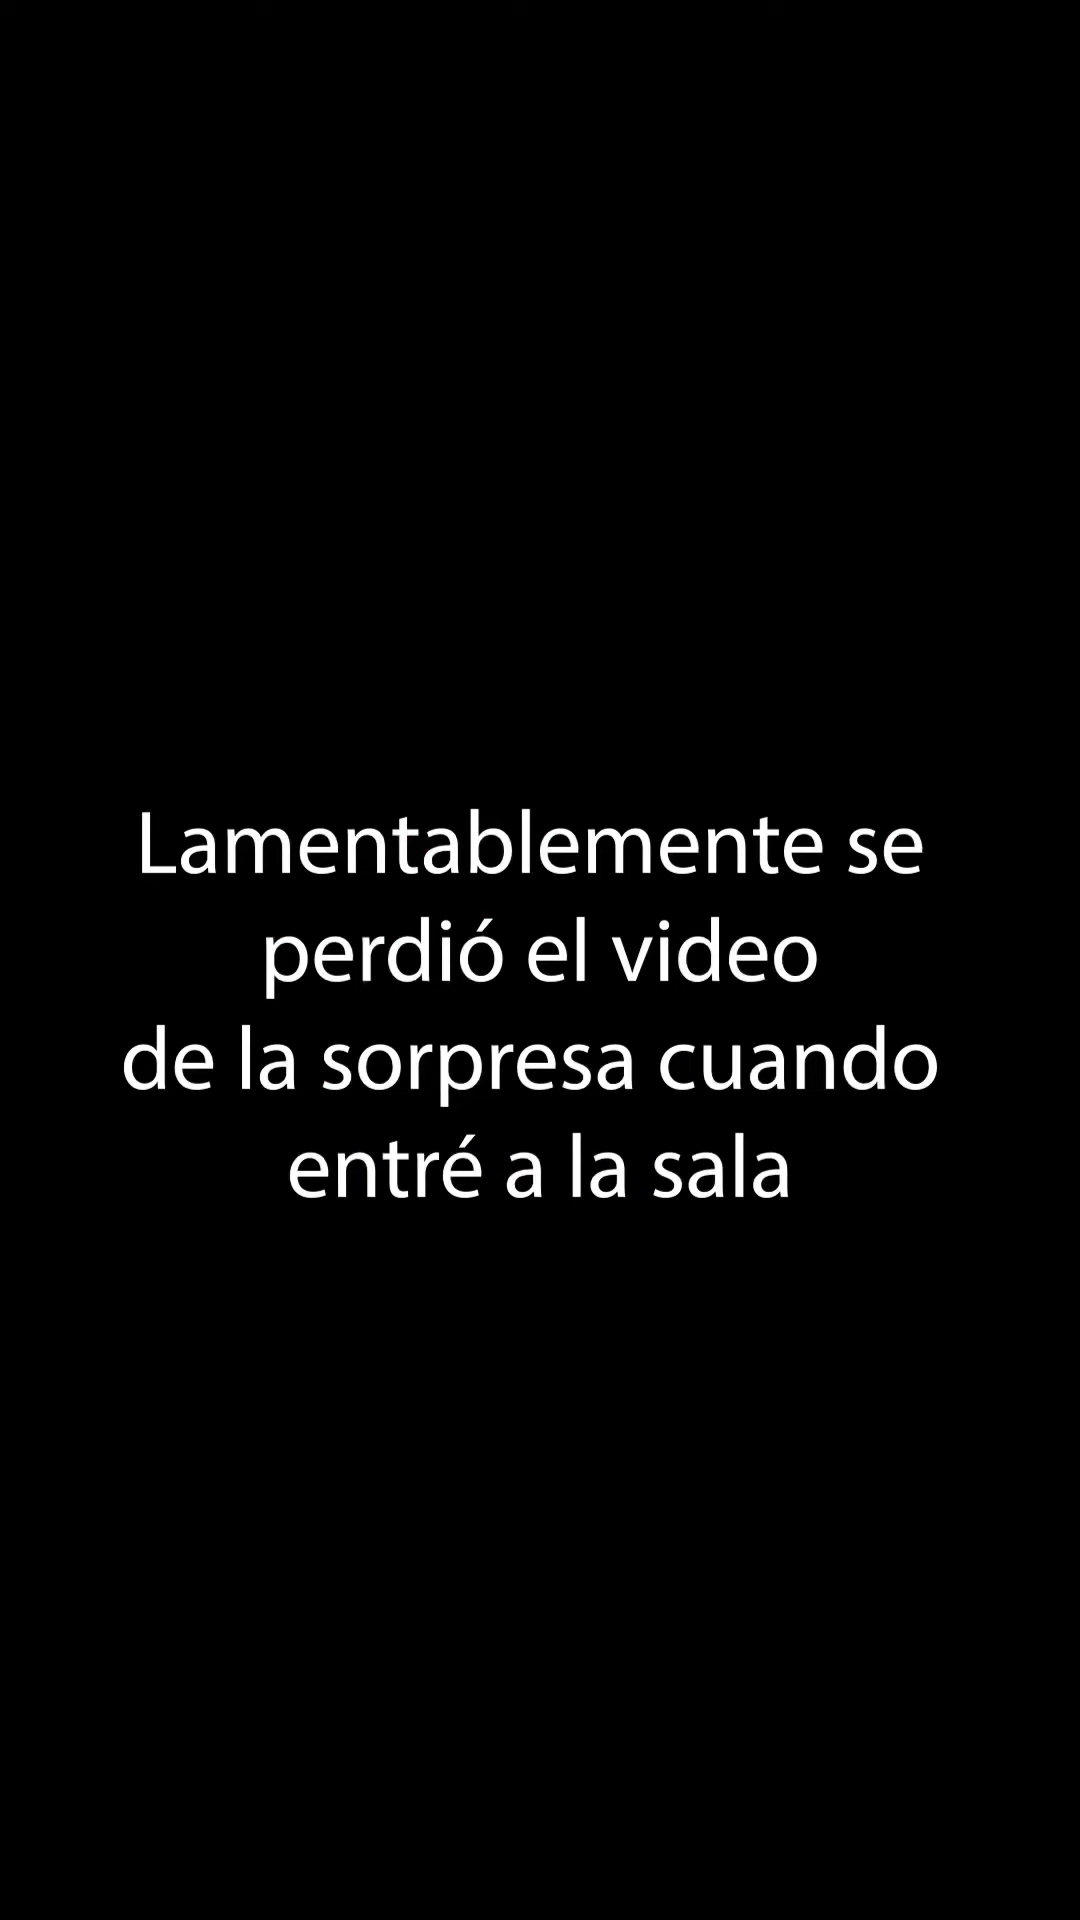 Lamentablemente se
perdió el video
de la sorpresa cuando
entré a la sala